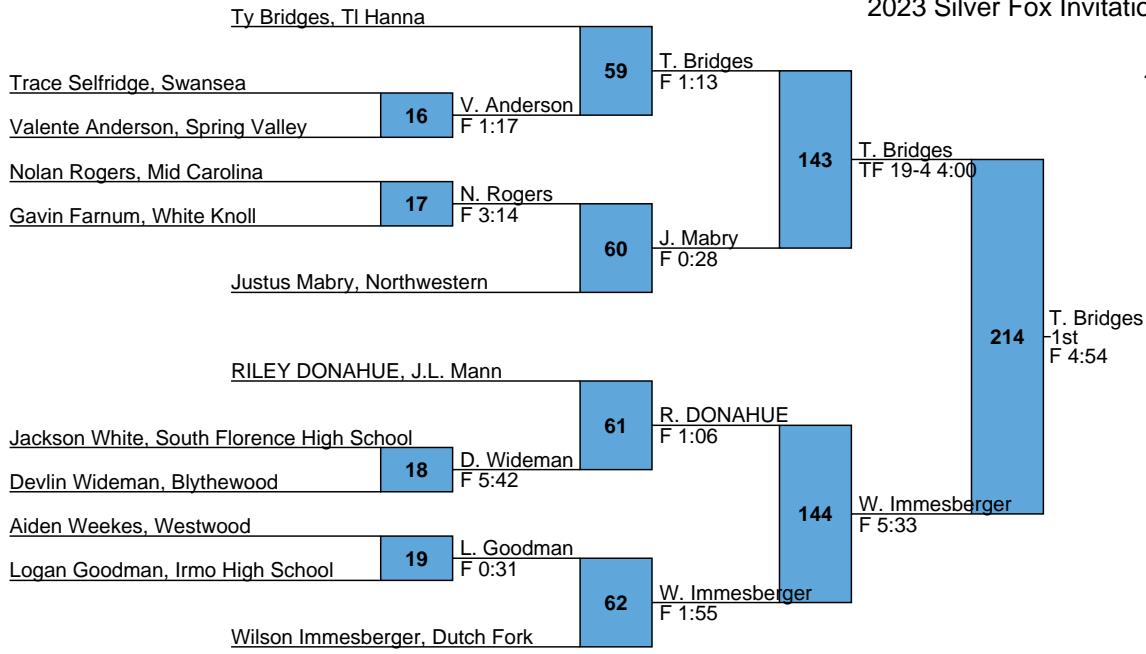 2023 Silver Fox Invitatio
Ty Bridges, Tl Hanna
59
T. Bridges
F 1:13
Trace Selfridge, Swansea
16
V. Anderson
F 1:17
Valente Anderson, Spring Valley
143
T. Bridges
TF 19-4 4:00
Nolan Rogers, Mid Carolina
17
N. Rogers
F 3:14
Gavin Farnum, White Knoll
60
J. Mabry
F 0:28
Justus Mabry, Northwestern
214
T. Bridges
1st
F 4:54
RILEY DONAHUE, J.L. Mann
61
R. DONAHUE
F 1:06
Jackson White, South Florence High School
18
D. Wideman
F 5:42
Devlin Wideman, Blythewood
144
W. Immesberger
F 5:33
Aiden Weekes, Westwood
19
L. Goodman
F 0:31
Logan Goodman, Irmo High School
62
W. Immesberger
F 1:55
Wilson Immesberger, Dutch Fork